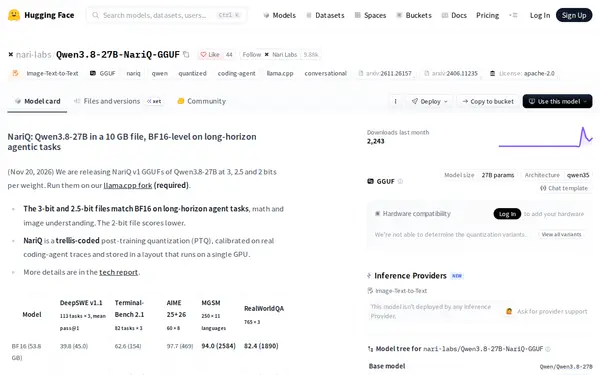 Hugging Face
Search models, datasets, users...
Ctrl K
Models
Datasets
Spaces
Buckets
Docs
Pricing
Log In
Sign Up
nari-labs/Qwen3.8-27B-NariQ-GGUF
Like 44
Follow
Nari Labs
Image-Text-to-Text
GGUF
nariq
qwen
quantized
coding-agent
llama.cpp
conversational
arxiv:2611.26157
arxiv:2406.11235
License: apache-2.0
Model card
Files and versions
xet
Community
Deploy
Copy to bucket
Use this model
NariQ: Qwen3.8-27B in a 10 GB file, BF16-level on long-horizon
agentic tasks
(Nov 20, 2026) We are releasing NariQ v1 GGUFs of Qwen3.8-27B at 3, 2.5 and 2 bits
per weight. Run them on our llama.cpp fork (required).
The 3-bit and 2.5-bit files match BF16 on long-horizon agent tasks, math and
image understanding. The 2-bit file scores lower.
NariQ is a trellis-coded post-training quantization (PTQ), calibrated on real
coding-agent traces and stored in a layout that runs on a single GPU.
More details are in the tech report.
Model
DeepSWE v1.1
113 tasks × 3, mean
pass@1
Terminal-
Bench 2.1
82 tasks × 3
AIME
25+26
60 × 8
MGSM
250 × 11
languages
RealWorldQA
765 × 3
BF16 (53.8
GB)
39.8 (45.0)
62.6 (154)
97.7 (469)
94.0 (2584)
82.4 (1890)
Downloads last month
2,243
GGUF
Model size
27B params
Architecture
qwen35
Chat template
Hardware compatibility
Log In
to add your hardware
We're not able to determine the quantization variants.
View all variants
Inference Providers
NEW
Image-Text-to-Text
This model isn't deployed by any Inference
Provider.
Ask for provider support
Model tree for nari-labs/Qwen3.8-27B-NariQ-GGUF
Base model
Qwen/Qwen3.8-27B